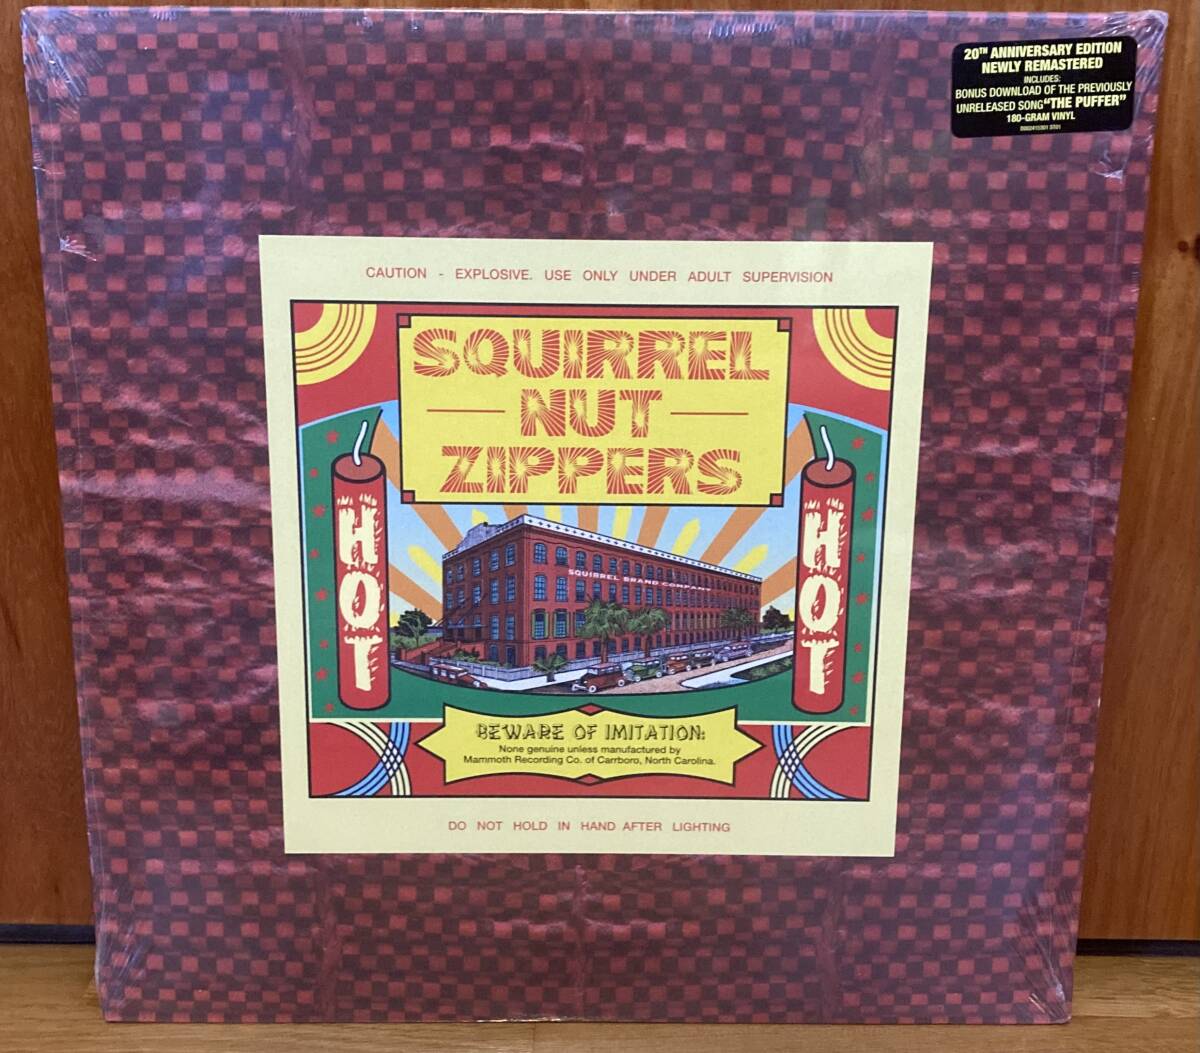 20TH ANNIVERSARY EDITION
NEWLY REMASTERED
INCLUDES:
BONUS DOWNLOAD OF THE PREVIOUSLY
UNRELEASED SONG "THE PUFFER"
180-GRAM VINYL
CAUTION - EXPLOSIVE. USE ONLY UNDER ADULT SUPERVISION
SQUIRREL
NUT
ZIPPERS
HOT
HOT
SQUIRREL BRAND COMPANY
BEWARE OF IMITATION:
None genuine unless manufactured by
Mammoth Recording Co. of Carrboro, North Carolina.
DO NOT HOLD IN HAND AFTER LIGHTING